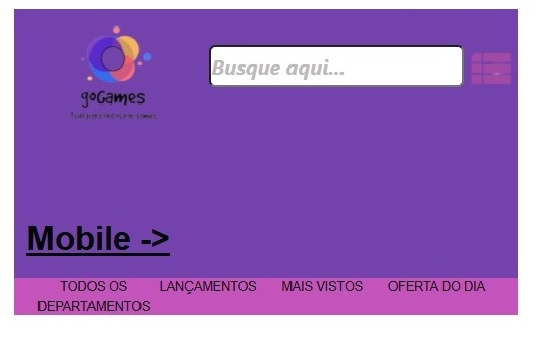 goGames
Busque aqui...
Mobile ->
TODOS OS LANÇAMENTOS MAIS VISTOS OFERTA DO DIA
DEPARTAMENTOS